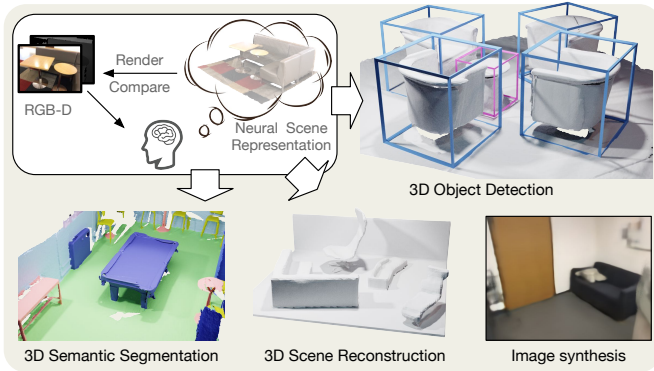 Render
Compare
RGB-D
Neural Scene
Representation
3D Object Detection
3D Semantic Segmentation
3D Scene Reconstruction
Image synthesis